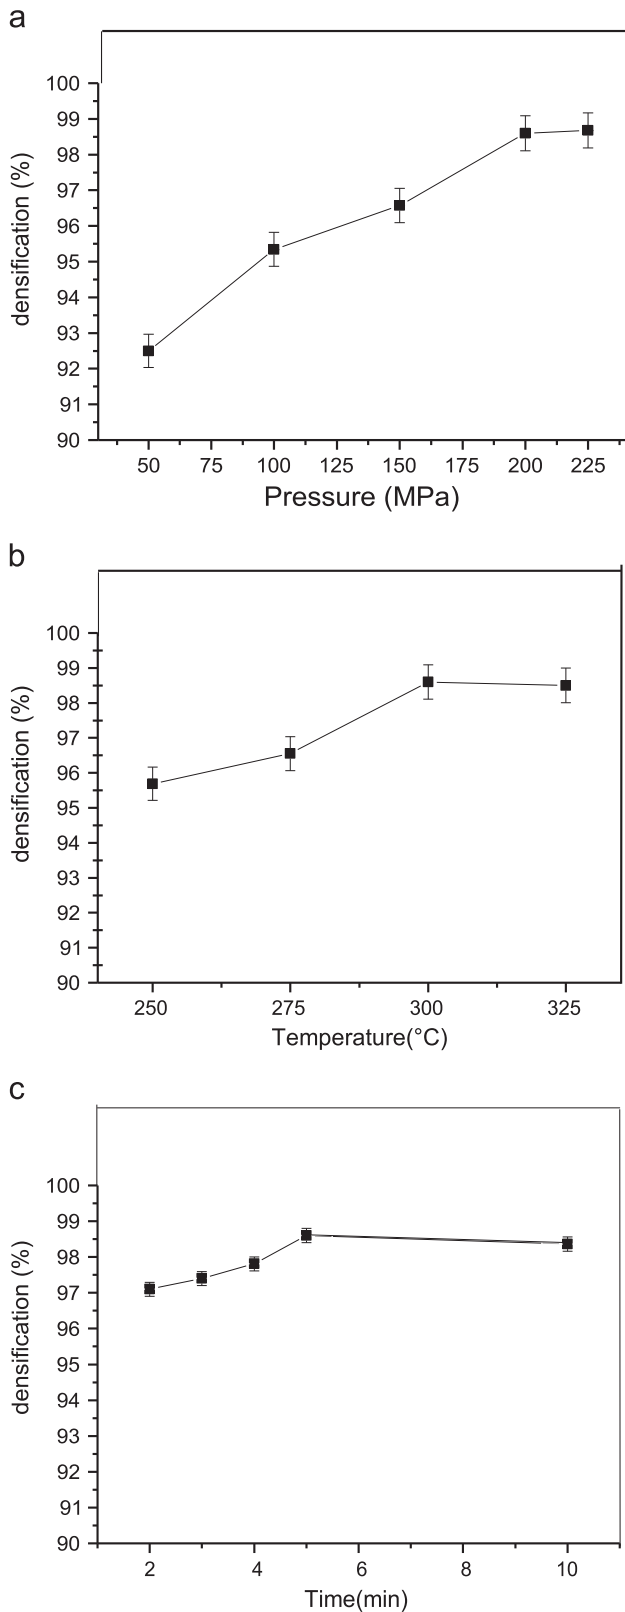 a
100
99
98
97
96
95
94
93
92
91
90
densification (%)
50 75 100 125 150 175 200 225
Pressure (MPa)
b
100
99
98
97
96
95
94
93
92
91
90
densification (%)
250 275 300 325
Temperature(°C)
c
100
99
98
97
96
95
94
93
92
91
90
densification (%)
2 4 6 8 10
Time(min)